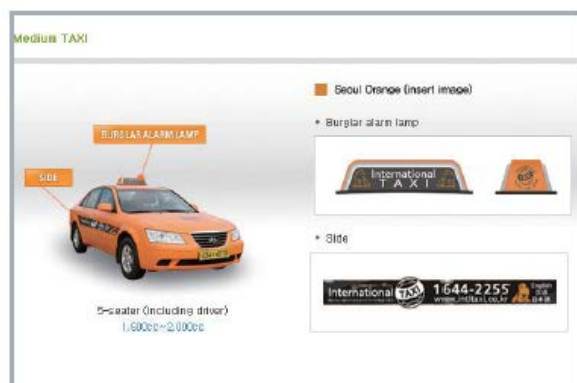 Medium TAXI
Seoul Orange (insert image)
• Burglar alarm lamp
BURGLAR ALARM LAMP
International
TAXI
SIDE
• Side
International TAXI 1644-2255 English
www.intltaxi.co.kr
5-seater (including driver)
1,600cc~2,000cc